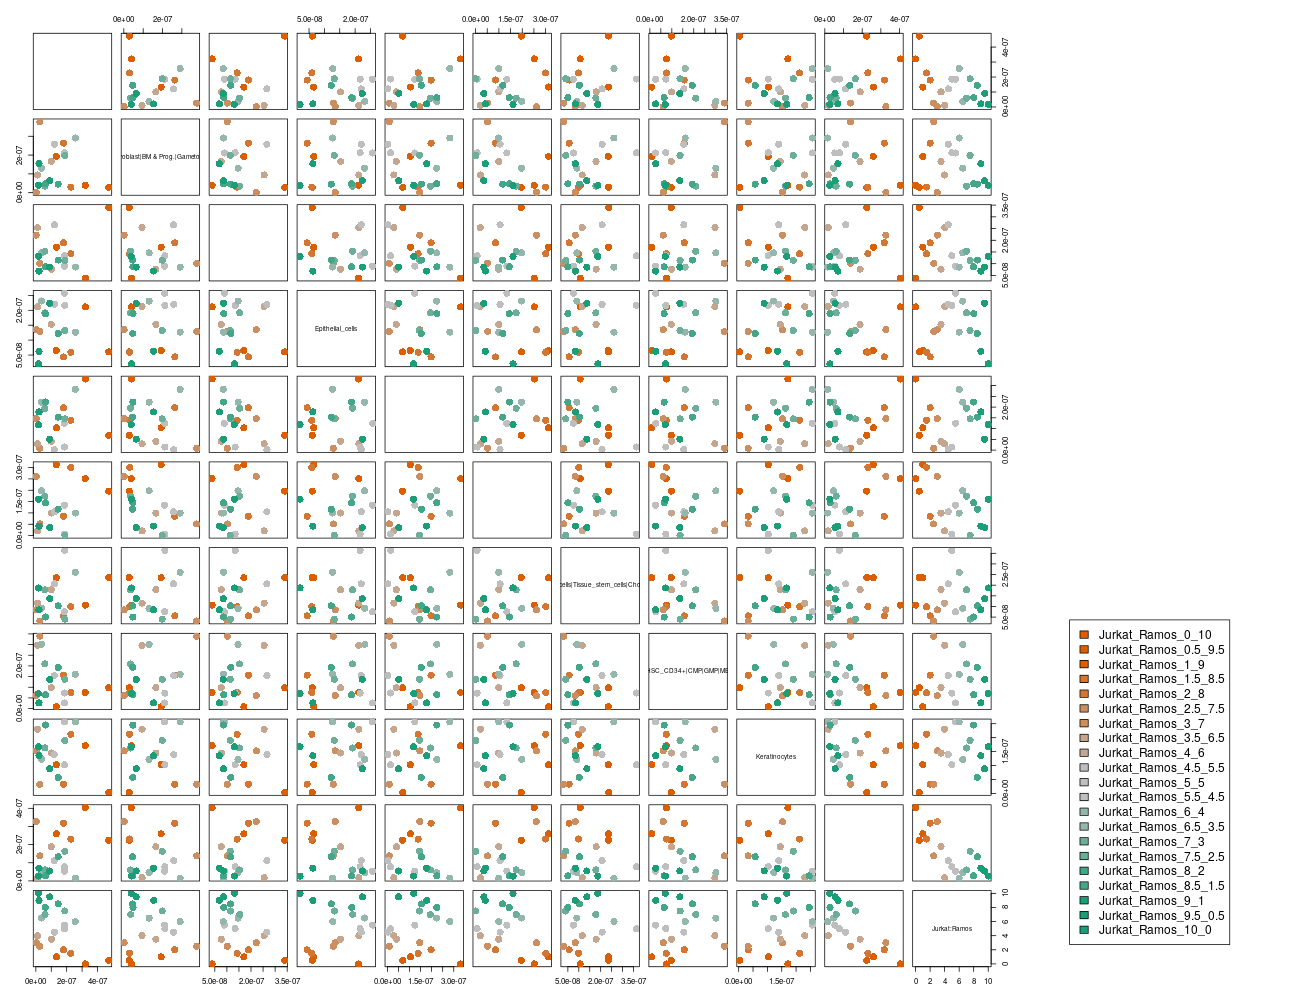 0e+00 2e-07 5.0e-08 2.0e-07 0.0e+00 1.5e-07 3.0e-07 0.0e+00 2.0e-07 3.5e-07 0e+00 4e-07
0e+00 2e-07 4e-07
0e+00 2e-07
roblast|BM & Prog.|Gameto
5.0e-08 2.0e-07 3.5e-07
5.0e-08 2.0e-07
Epithelial_cells
0.0e+00 2.0e-07
0.0e+00 1.5e-07 3.0e-07
cells|Tissue_stem_cells|Cho
5.0e-08 2.5e-07
0.0e+00 2.0e-07
HSC_CD34+|CMP|GMP|ME
Keratinocytes
0.0e+00 1.5e-07
0e+00 2e-07 4e-07
Jurkat:Ramos
0 2 4 6 8 10
0e+00 2e-07 4e-07 5.0e-08 2.0e-07 3.5e-07 0.0e+00 1.5e-07 3.0e-07 5.0e-08 2.0e-07 3.5e-07 0.0e+00 1.5e-07 0 2 4 6 8 10
Jurkat_Ramos_0_10
Jurkat_Ramos_0.5_9.5
Jurkat_Ramos_1_9
Jurkat_Ramos_1.5_8.5
Jurkat_Ramos_2_8
Jurkat_Ramos_2.5_7.5
Jurkat_Ramos_3_7
Jurkat_Ramos_3.5_6.5
Jurkat_Ramos_4_6
Jurkat_Ramos_4.5_5.5
Jurkat_Ramos_5_5
Jurkat_Ramos_5.5_4.5
Jurkat_Ramos_6_4
Jurkat_Ramos_6.5_3.5
Jurkat_Ramos_7_3
Jurkat_Ramos_7.5_2.5
Jurkat_Ramos_8_2
Jurkat_Ramos_8.5_1.5
Jurkat_Ramos_9_1
Jurkat_Ramos_9.5_0.5
Jurkat_Ramos_10_0